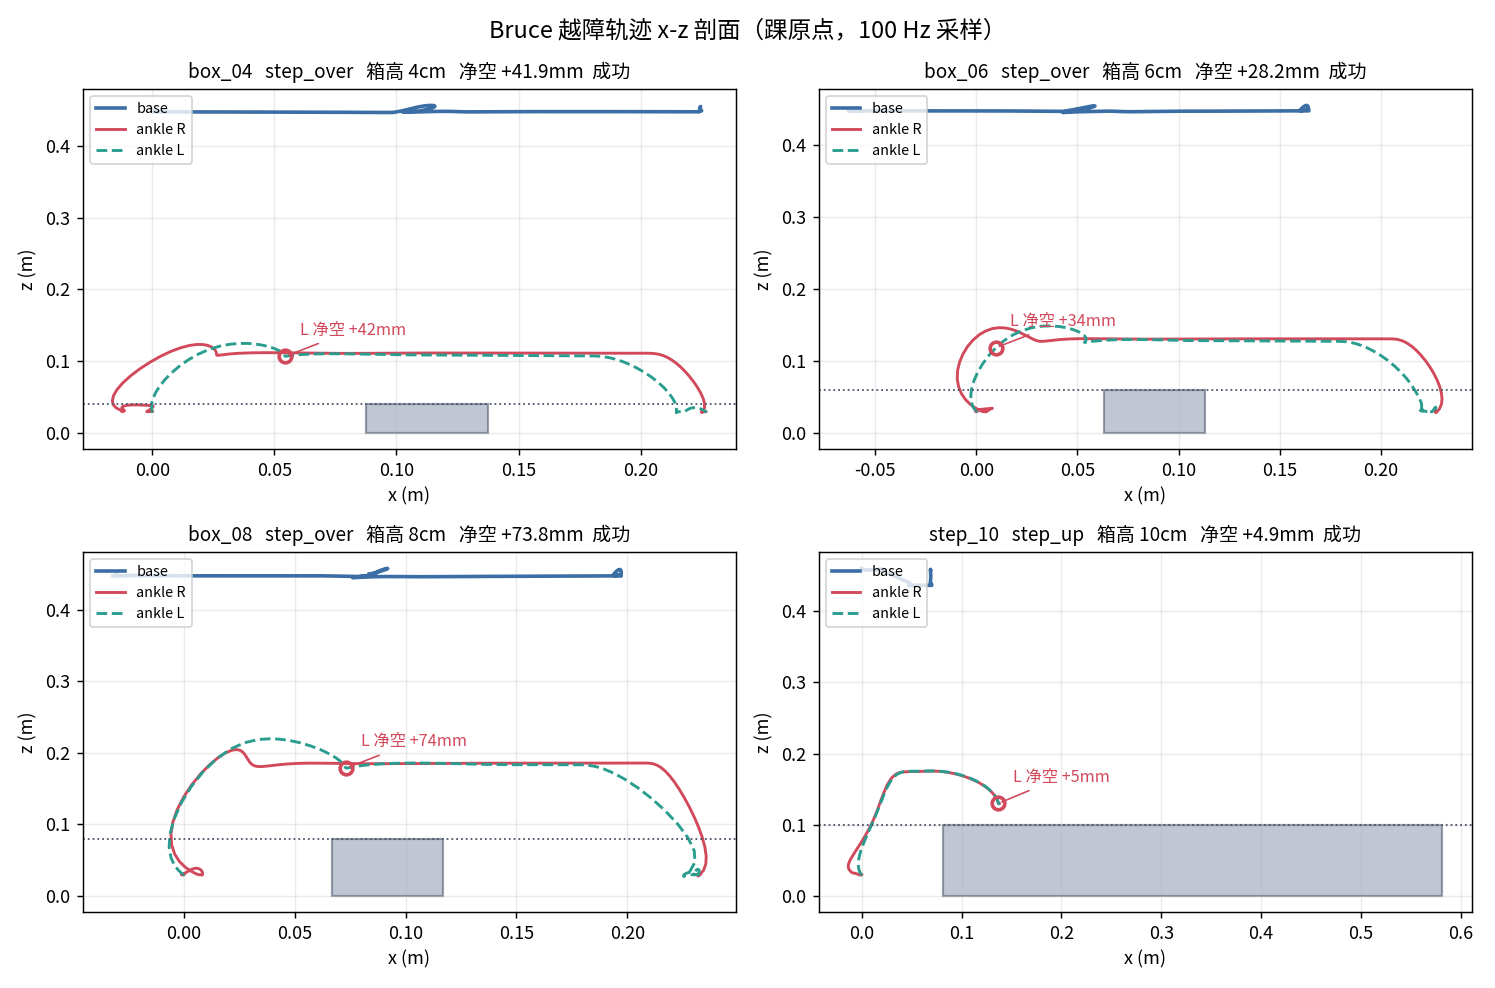 Bruce 越障轨迹 x-z 剖面（踝原点，100 Hz 采样）
box_04 step_over 箱高 4cm 净空 +41.9mm 成功
base
ankle R
ankle L
L 净空 +42mm
z (m)
0.4
0.3
0.2
0.1
0.0
0.00 0.05 0.10 0.15 0.20
x (m)
box_06 step_over 箱高 6cm 净空 +28.2mm 成功
base
ankle R
ankle L
L 净空 +34mm
z (m)
0.4
0.3
0.2
0.1
0.0
-0.05 0.00 0.05 0.10 0.15 0.20
x (m)
box_08 step_over 箱高 8cm 净空 +73.8mm 成功
base
ankle R
ankle L
L 净空 +74mm
z (m)
0.4
0.3
0.2
0.1
0.0
0.00 0.05 0.10 0.15 0.20
x (m)
step_10 step_up 箱高 10cm 净空 +4.9mm 成功
base
ankle R
ankle L
L 净空 +5mm
z (m)
0.4
0.3
0.2
0.1
0.0
0.0 0.1 0.2 0.3 0.4 0.5 0.6
x (m)